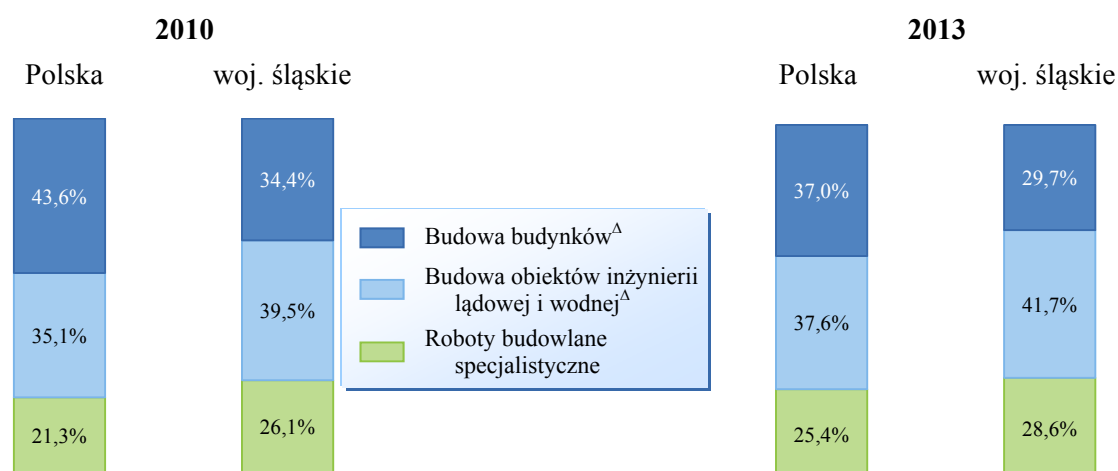 2010
2013
Polska
woj. śląskie
Polska
woj. śląskie
43,6%
34,4%
37,0%
29,7%
Budowa budynków^Δ
Budowa obiektów inżynierii
lądowej i wodnej^Δ
Roboty budowlane
specjalistyczne
35,1%
39,5%
37,6%
41,7%
21,3%
26,1%
25,4%
28,6%